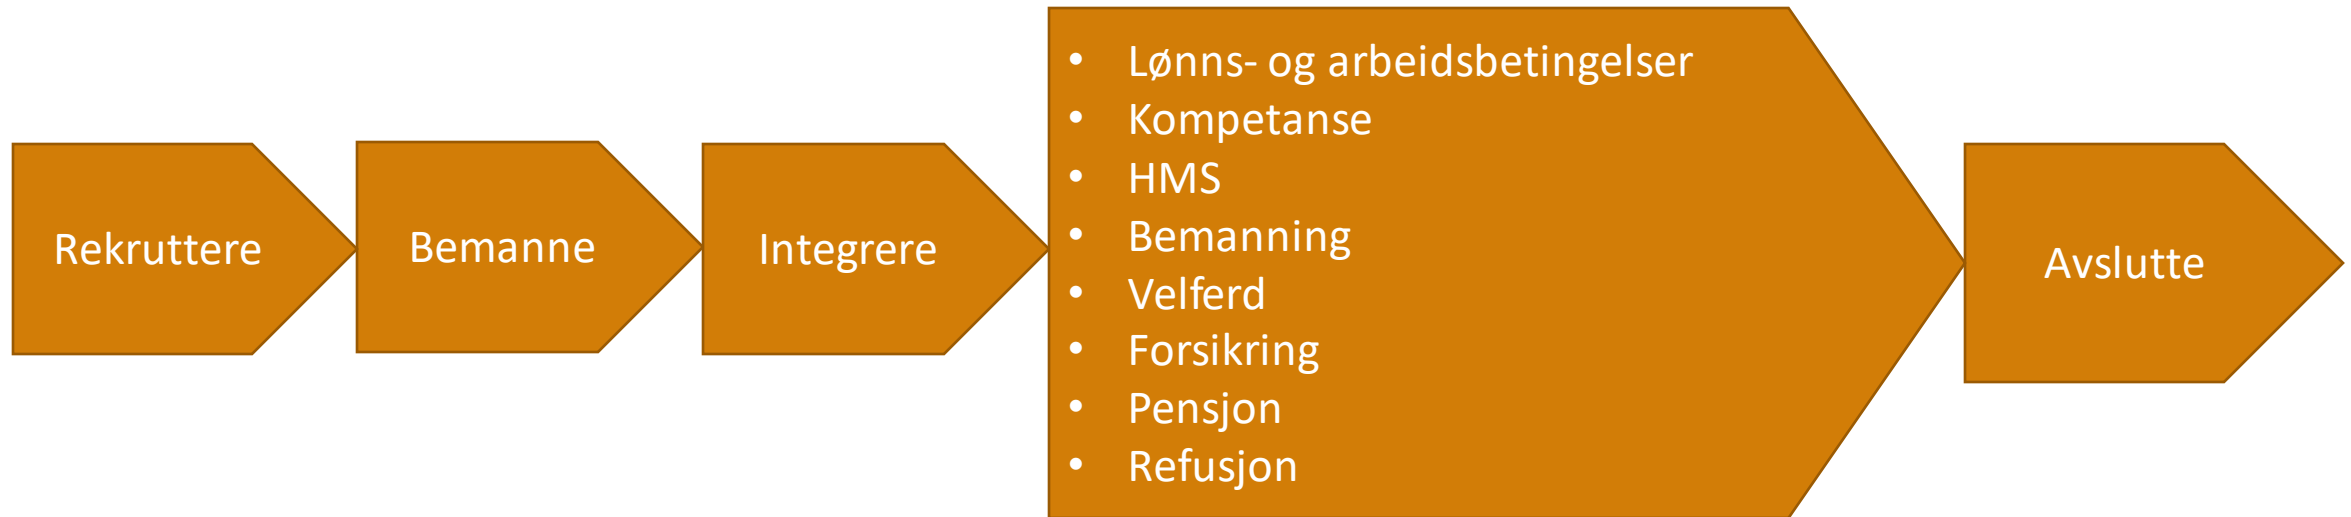 Rekruttere
Bemanne
Integrere
• Lønns- og arbeidsbetingelser
• Kompetanse
• HMS
• Bemanning
• Velferd
• Forsikring
• Pensjon
• Refusjon
Avslutte